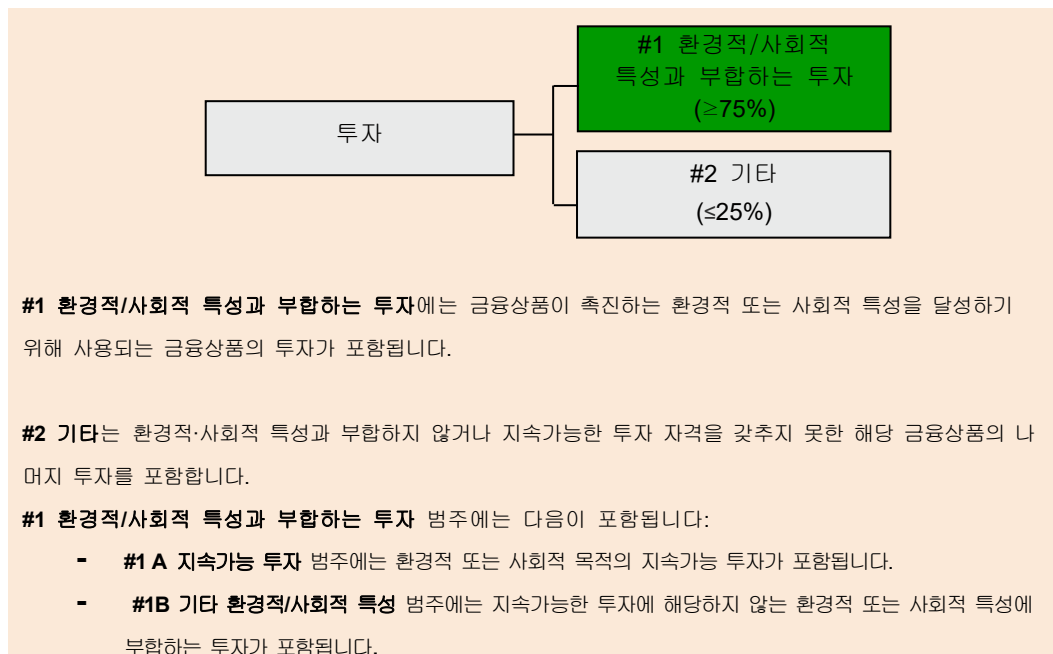 #1 환경적/사회적
특성과 부합하는 투자
(≥75%)
투자
#2 기타
(≤25%)
#1 환경적/사회적 특성과 부합하는 투자에는 금융상품이 촉진하는 환경적 또는 사회적 특성을 달성하기
위해 사용되는 금융상품의 투자가 포함됩니다.
#2 기타는 환경적·사회적 특성과 부합하지 않거나 지속가능한 투자 자격을 갖추지 못한 해당 금융상품의 나
머지 투자를 포함합니다.
#1 환경적/사회적 특성과 부합하는 투자 범주에는 다음이 포함됩니다:
- #1 A 지속가능 투자 범주에는 환경적 또는 사회적 목적의 지속가능 투자가 포함됩니다.
- #1B 기타 환경적/사회적 특성 범주에는 지속가능한 투자에 해당하지 않는 환경적 또는 사회적 특성에
부합하는 투자가 포함됩니다.